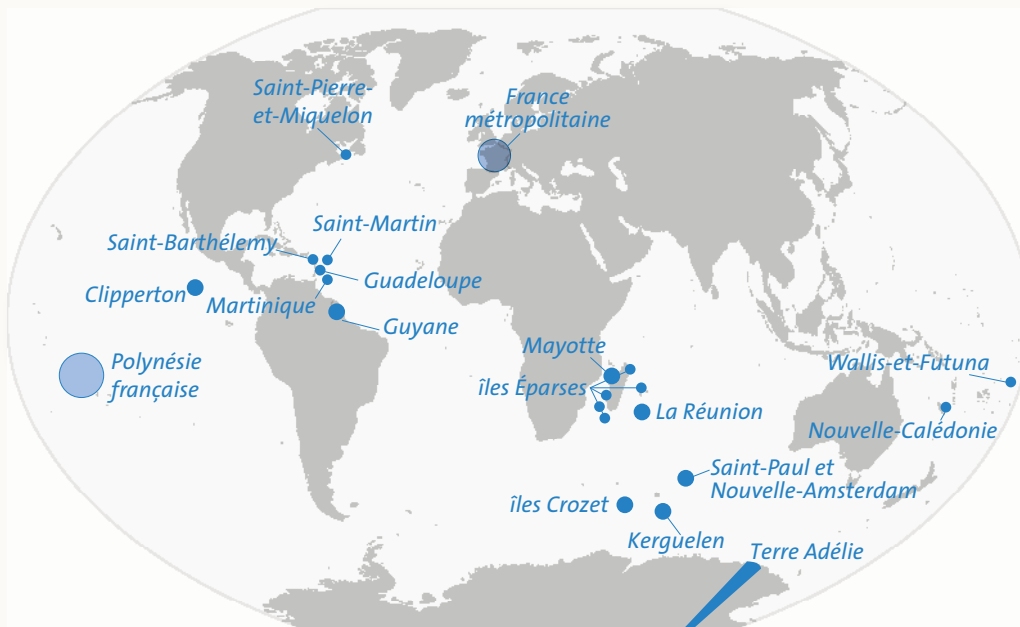 Saint-Pierre-
et-Miquelon
France
métropolitaine
Saint-Martin
Saint-Barthélemy
Guadeloupe
Clipperton
Martinique
Guyane
Mayotte
Polynésie
française
Wallis-et-Futuna
îles Éparses
La Réunion
Nouvelle-Calédonie
Saint-Paul et
Nouvelle-Amsterdam
îles Crozet
Kerguelen
Terre Adélie